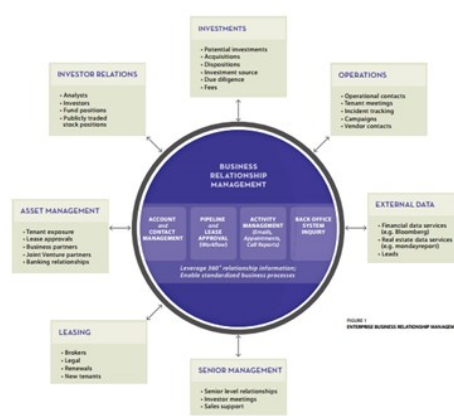 INVESTMENTS
• Potential investments
• Acquisitions
• Dispositions
• Investment source
• Due diligence
• Fees
INVESTOR RELATIONS
• Analysts
• Investors
• Fund positions
• Publicly traded
stock positions
OPERATIONS
• Operational contacts
• Tenant meetings
• Incident tracking
• Campaigns
• Vendor contacts
BUSINESS
RELATIONSHIP
MANAGEMENT
ACCOUNT
and
CONTACT
MANAGEMENT
PIPELINE
and
LEASE
APPROVAL
(Workflow)
ACTIVITY
MANAGEMENT
(Emails,
Appointments,
Call Reports)
BACK OFFICE
SYSTEM
INQUIRY
Leverage 360° relationship information;
Enable standardized business processes
ASSET MANAGEMENT
• Tenant exposure
• Lease approvals
• Business partners
• Joint Venture partners
• Banking relationships
EXTERNAL DATA
• Financial data services
(e.g. Bloomberg)
• Real estate data services
(e.g. mondayreport)
• Leads
FIGURE 1
ENTERPRISE BUSINESS RELATIONSHIP MANAGEM
LEASING
• Brokers
• Legal
• Renewals
• New tenants
SENIOR MANAGEMENT
• Senior level relationships
• Investor meetings
• Sales support